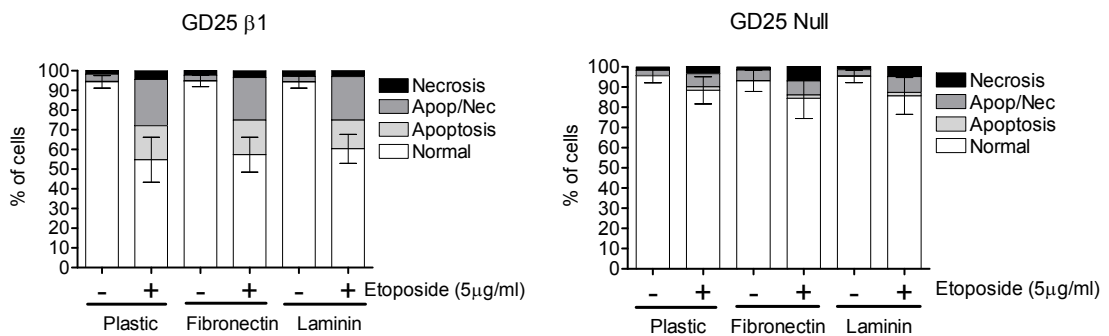 GD25 β1
% of cells
100
90
80
70
60
50
40
30
20
10
0
Necrosis
Apop/Nec
Apoptosis
Normal
- + - + - + Etoposide (5μg/ml)
Plastic Fibronectin Laminin
GD25 Null
% of cells
100
90
80
70
60
50
40
30
20
10
0
Necrosis
Apop/Nec
Apoptosis
Normal
- + - + - + Etoposide (5μg/ml)
Plastic Fibronectin Laminin